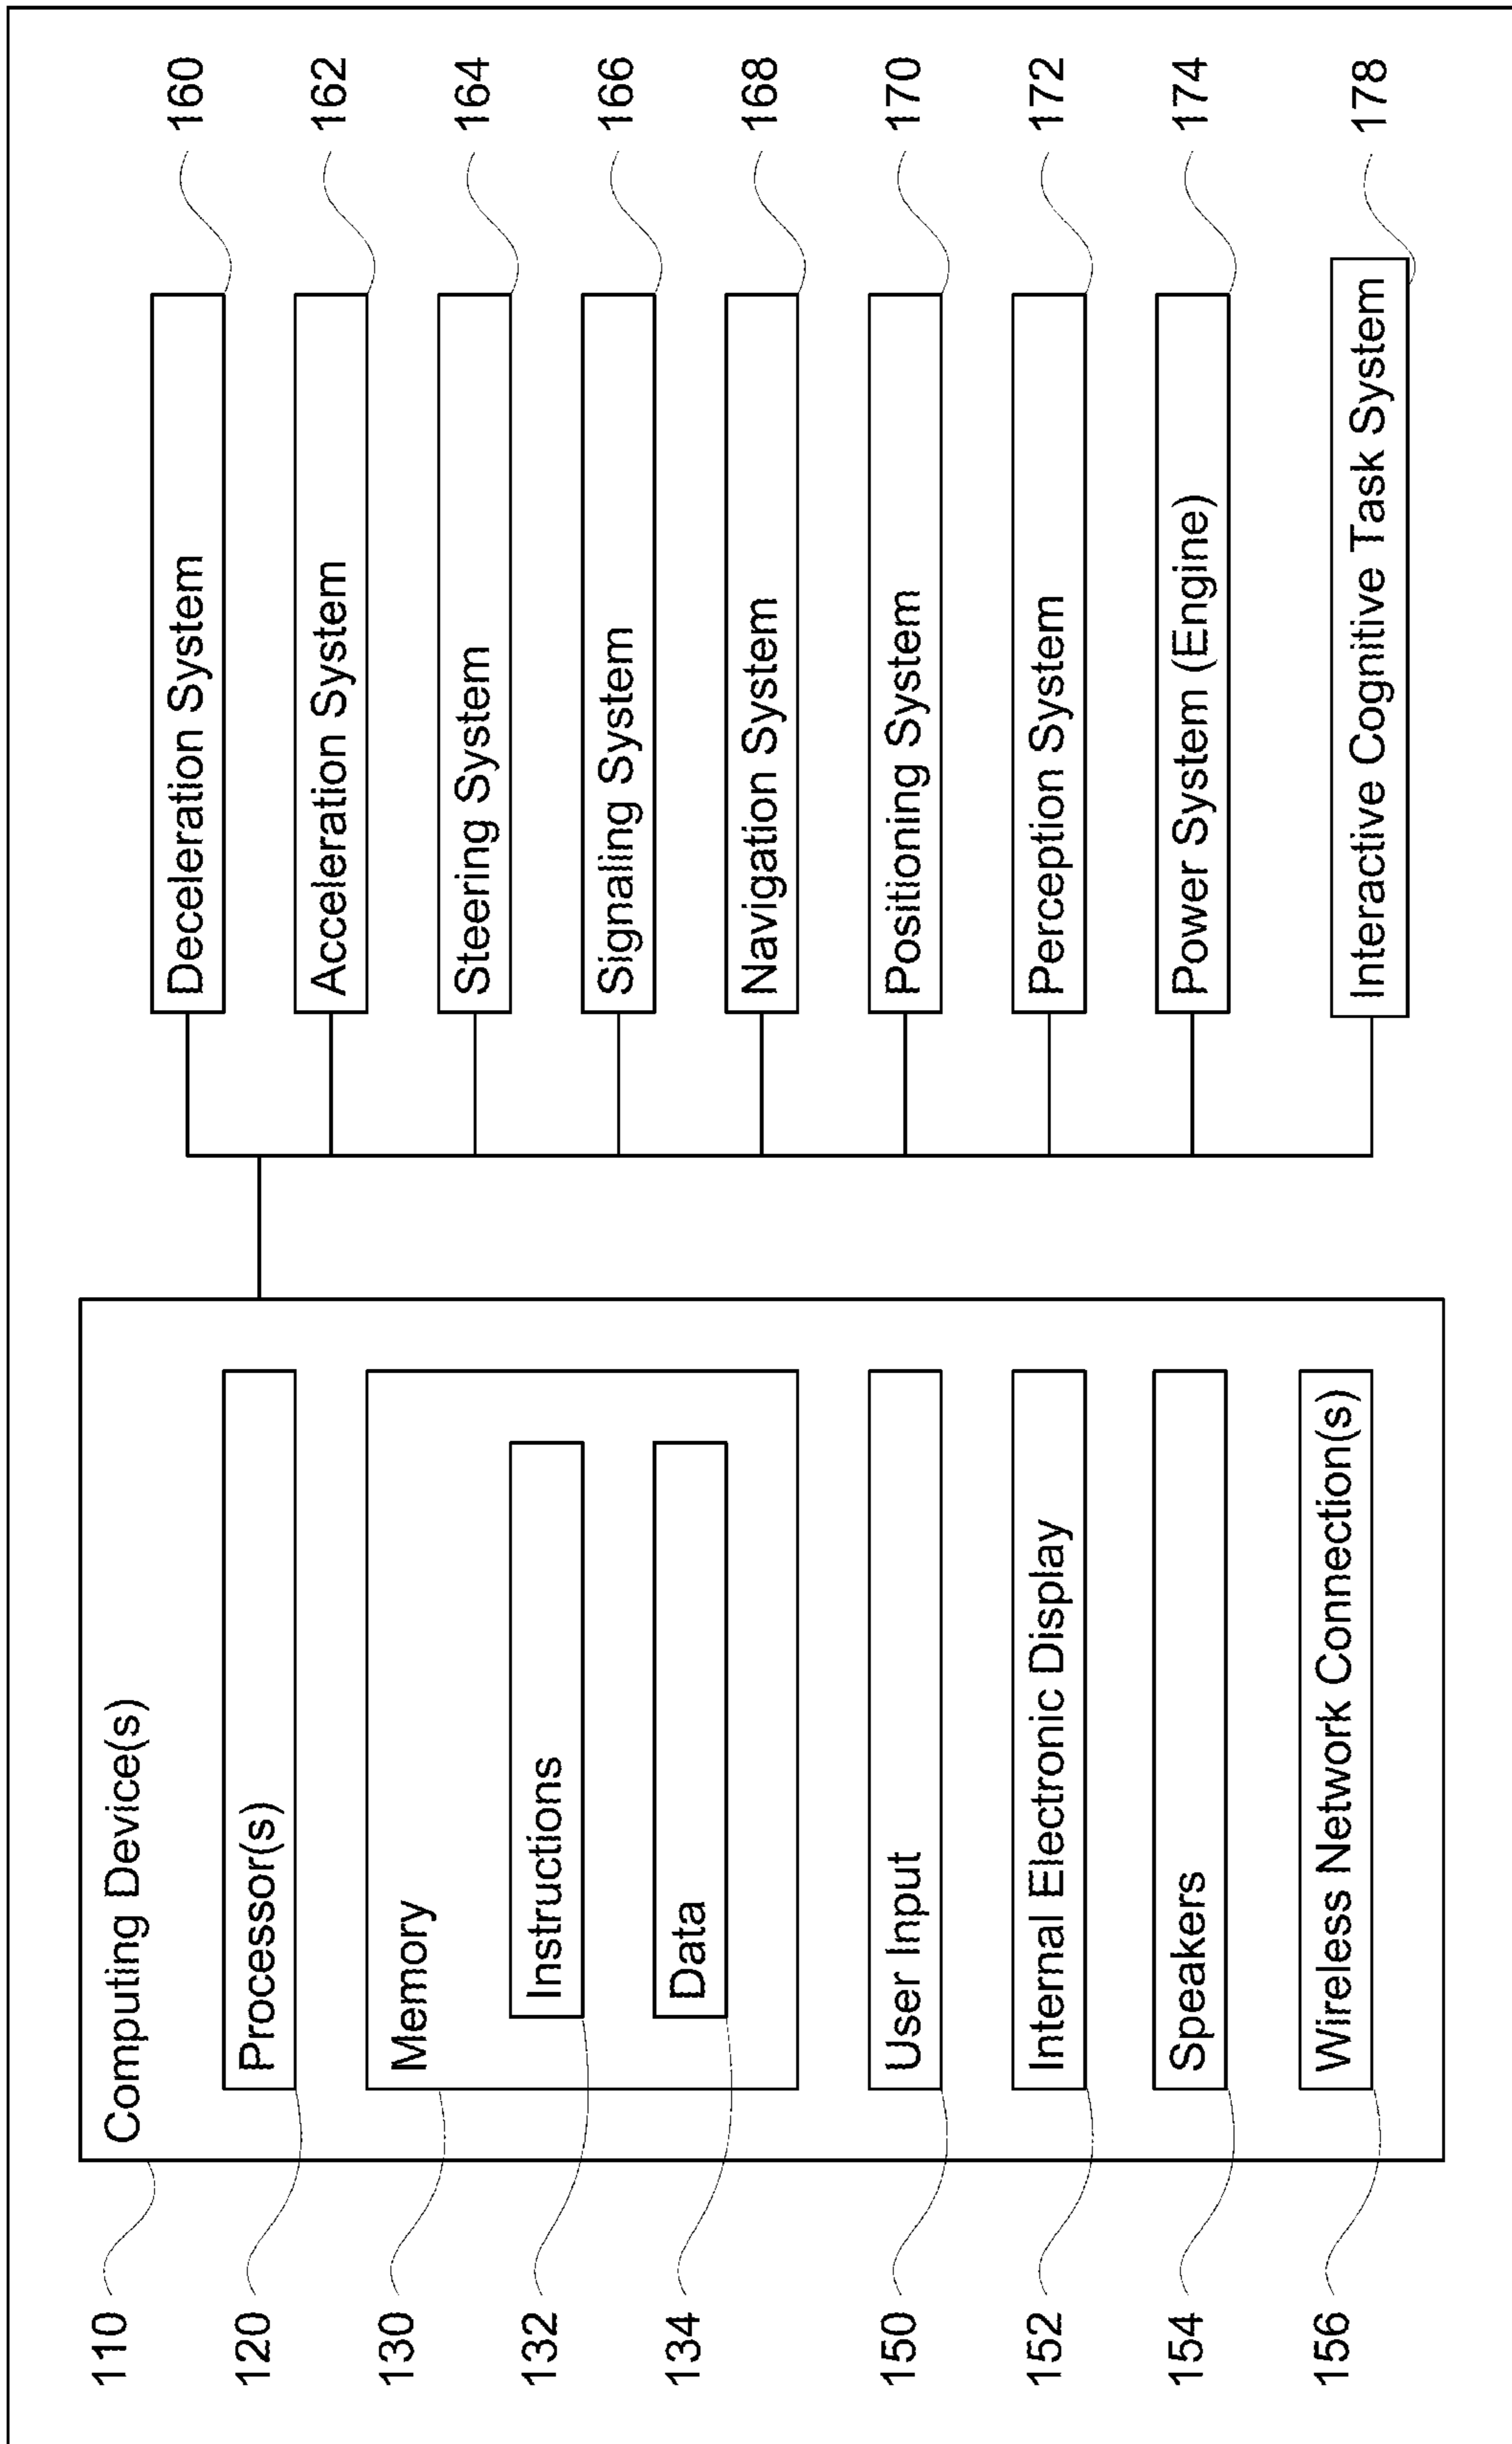 110
Computing Device(s)
120
Processor(s)
130
Memory
132
Instructions
134
Data
150
User Input
152
Internal Electronic Display
154
Speakers
156
Wireless Network Connection(s)
Deceleration System
160
Acceleration System
162
Steering System
164
Signaling System
166
Navigation System
168
Positioning System
170
Perception System
172
Power System (Engine)
174
Interactive Cognitive Task System
178